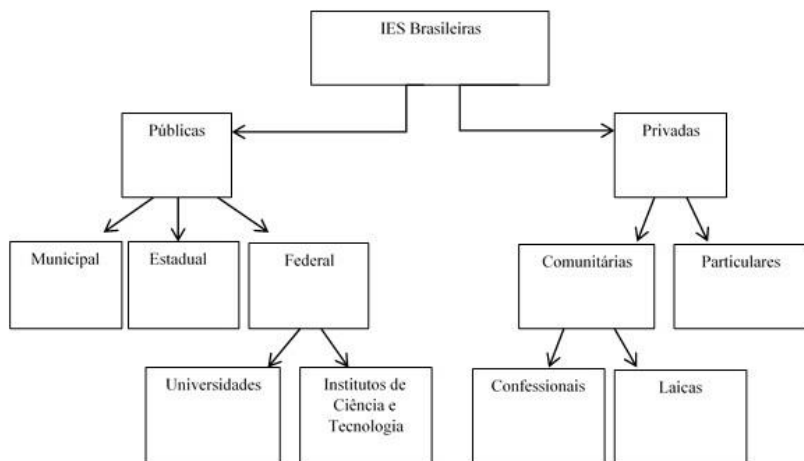 IES Brasileiras
Públicas
Privadas
Municipal
Estadual
Federal
Comunitárias
Particulares
Universidades
Institutos de
Ciência e
Tecnologia
Confessionais
Laicas